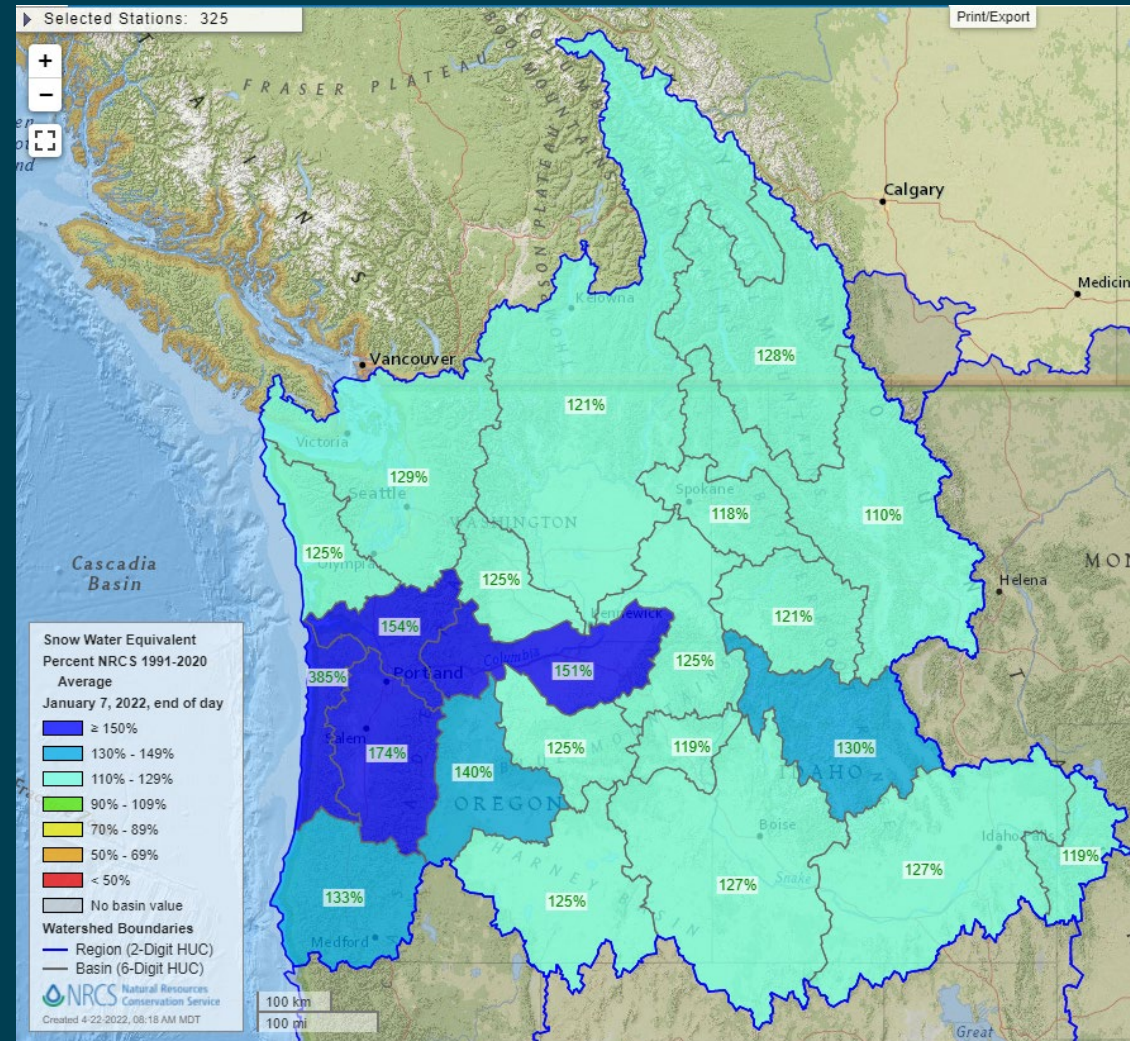 Selected Stations: 325
Print/Export
+
−
FRASER PLATEAU
Calgary
Medicin
Kelowna
Vancouver
128%
121%
Victoria
129%
Seattle
Spokane
118%
110%
WASHINGTON
125%
Olympia
Cascadia
Basin
125%
Helena
MON
121%
Kennewick
154%
Columbia
125%
151%
385%
Portland
Salem
174%
125%
119%
130%
IDAHO
140%
OREGON
Boise
Idaho Falls
119%
HARNEY BASIN
127%
Snake
127%
125%
133%
Medford
Great
Snow Water Equivalent
Percent NRCS 1991-2020
Average
January 7, 2022, end of day
≥ 150%
130% - 149%
110% - 129%
90% - 109%
70% - 89%
50% - 69%
< 50%
No basin value
Watershed Boundaries
Region (2-Digit HUC)
Basin (6-Digit HUC)
NRCS Natural Resources
Conservation Service
Created 4-22-2022, 08:18 AM MDT
100 km
100 mi